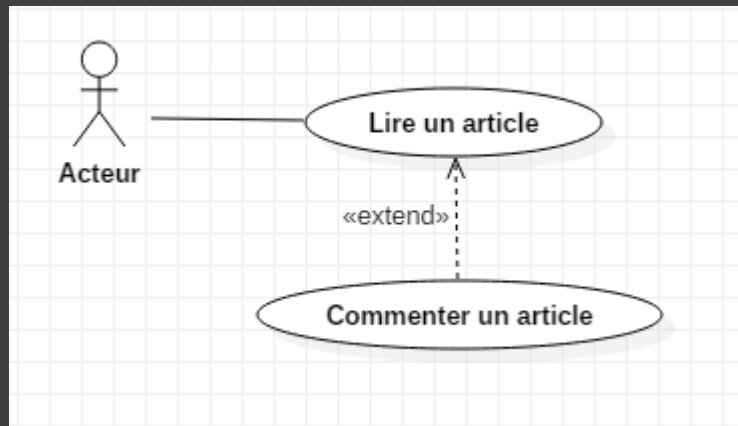 Lire un article
Acteur
«extend»
Commenter un article